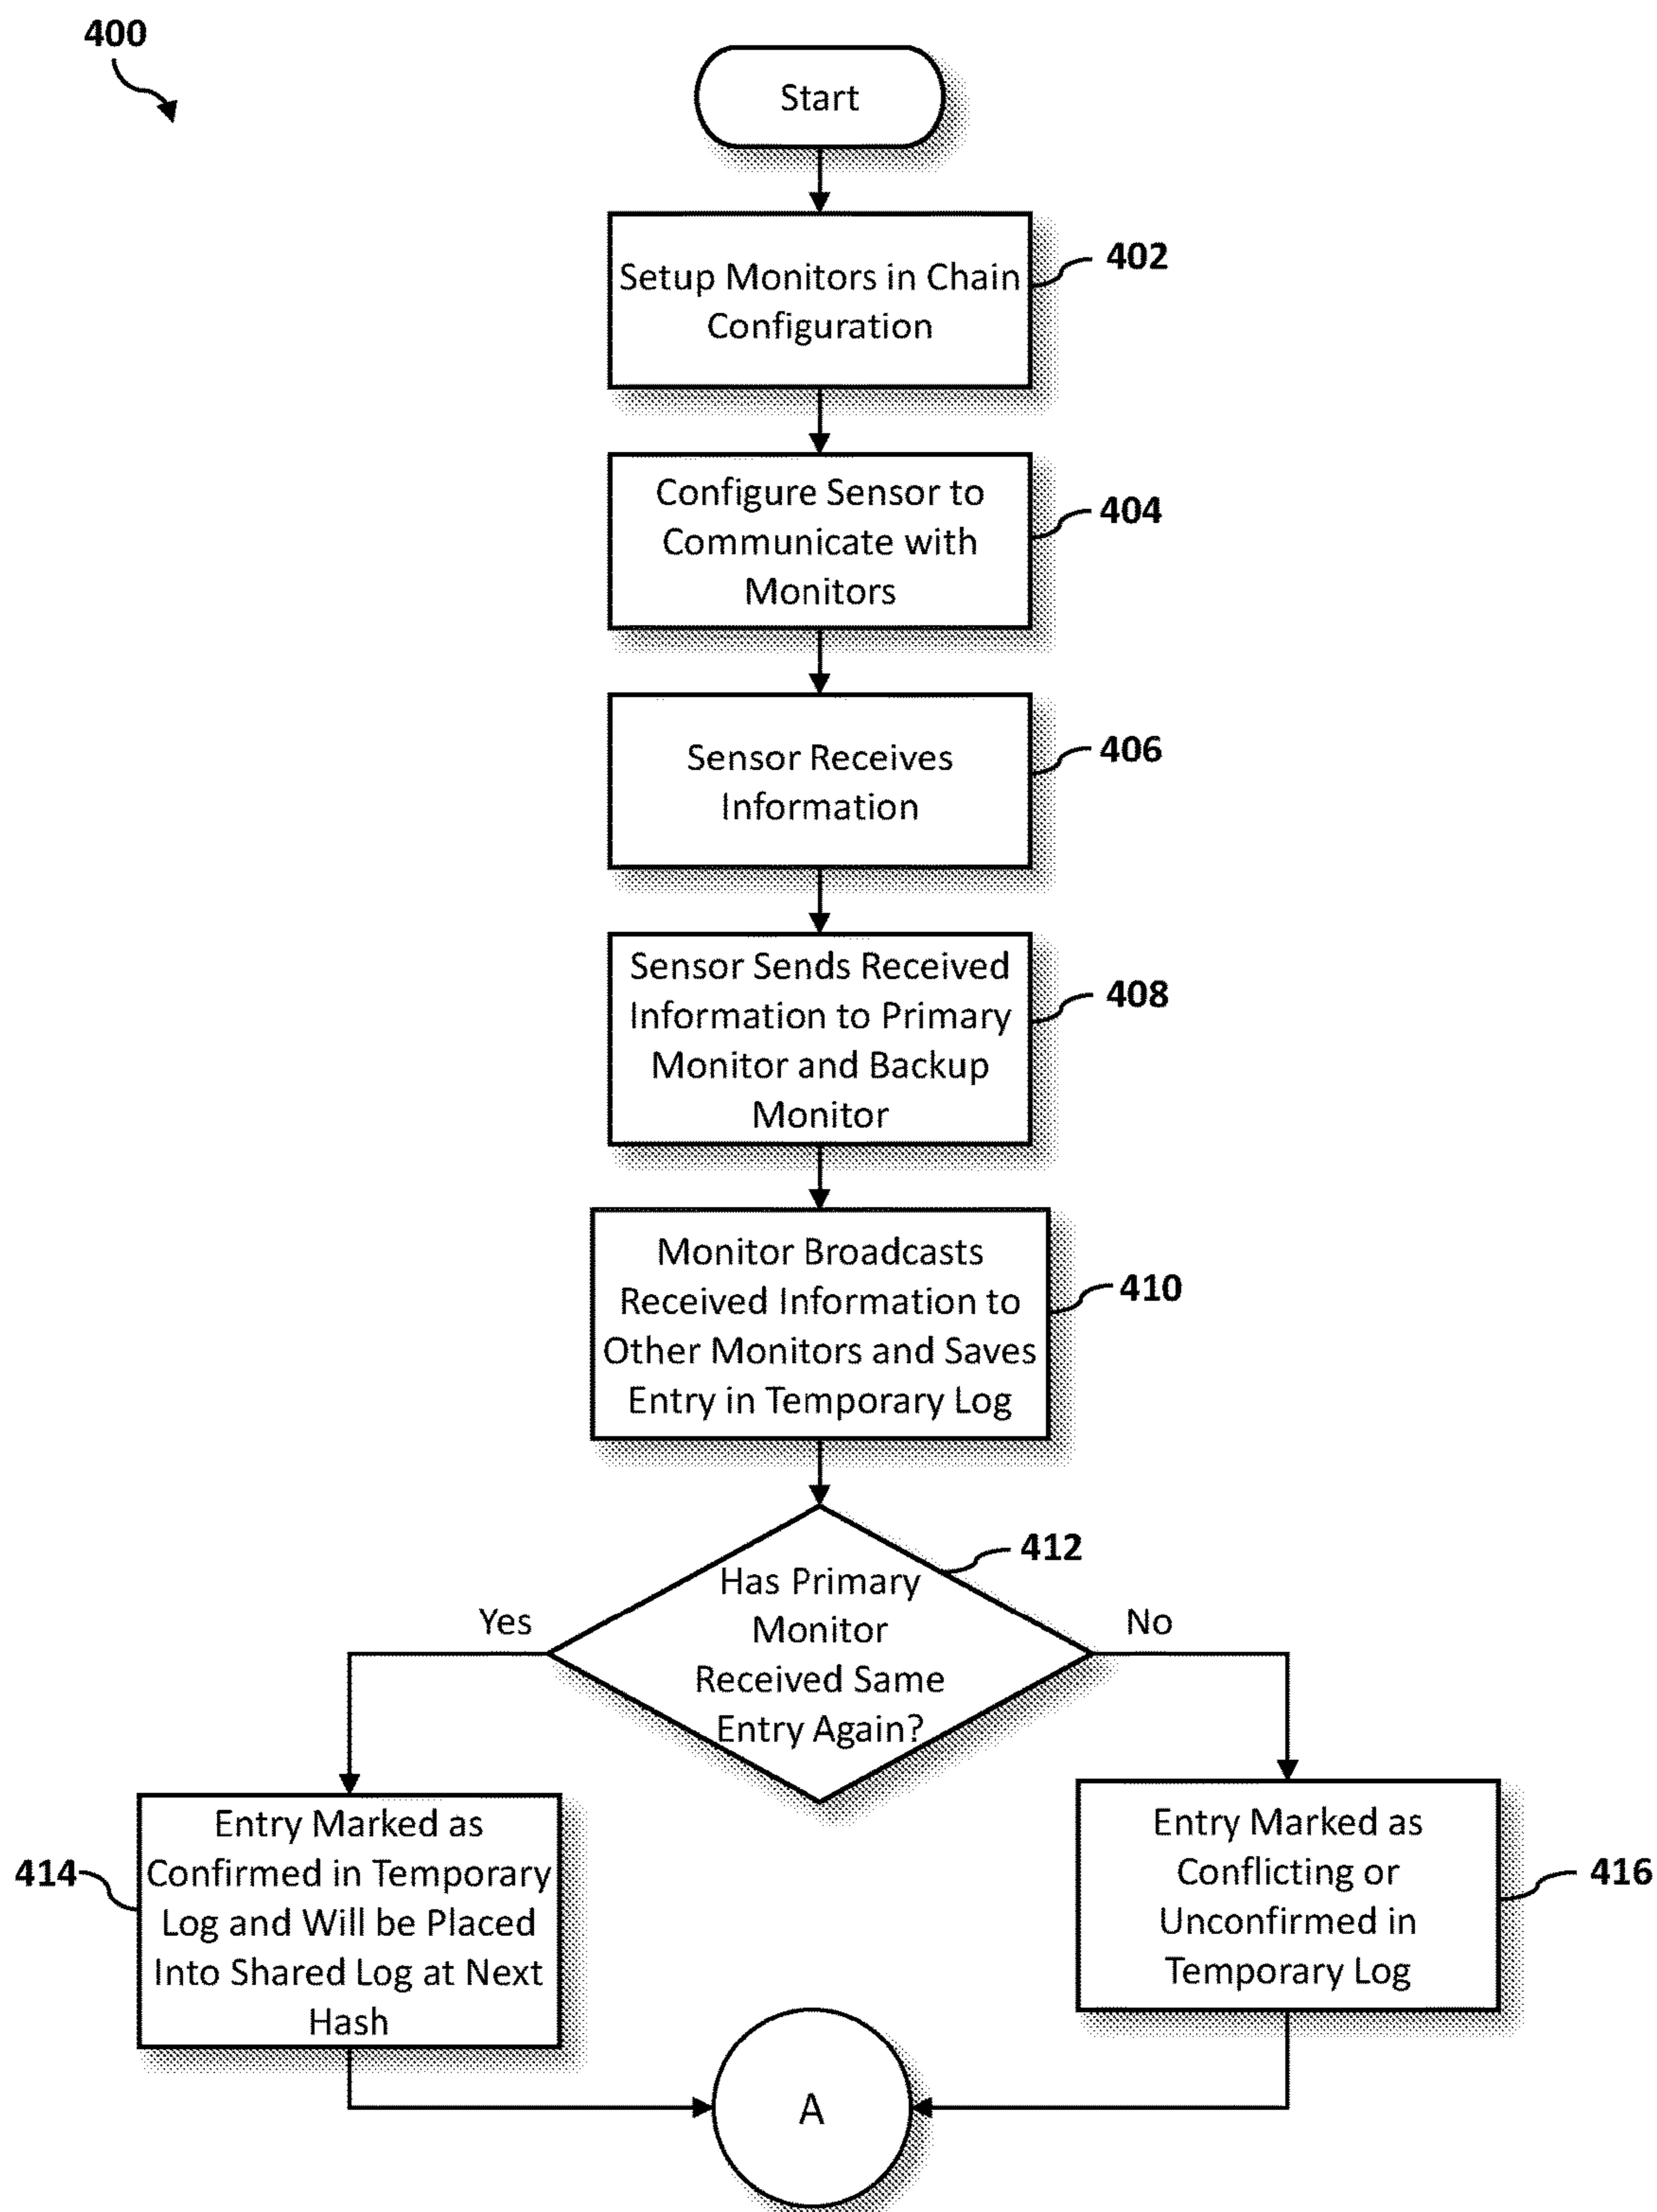 400
Start
Setup Monitors in Chain
Configuration
402
Configure Sensor to
Communicate with
Monitors
404
Sensor Receives
Information
406
Sensor Sends Received
Information to Primary
Monitor and Backup
Monitor
408
Monitor Broadcasts
Received Information to
Other Monitors and Saves
Entry in Temporary Log
410
412
Has Primary
Monitor
Received Same
Entry Again?
Yes
No
414
Entry Marked as
Confirmed in Temporary
Log and Will be Placed
Into Shared Log at Next
Hash
Entry Marked as
Conflicting or
Unconfirmed in
Temporary Log
416
A